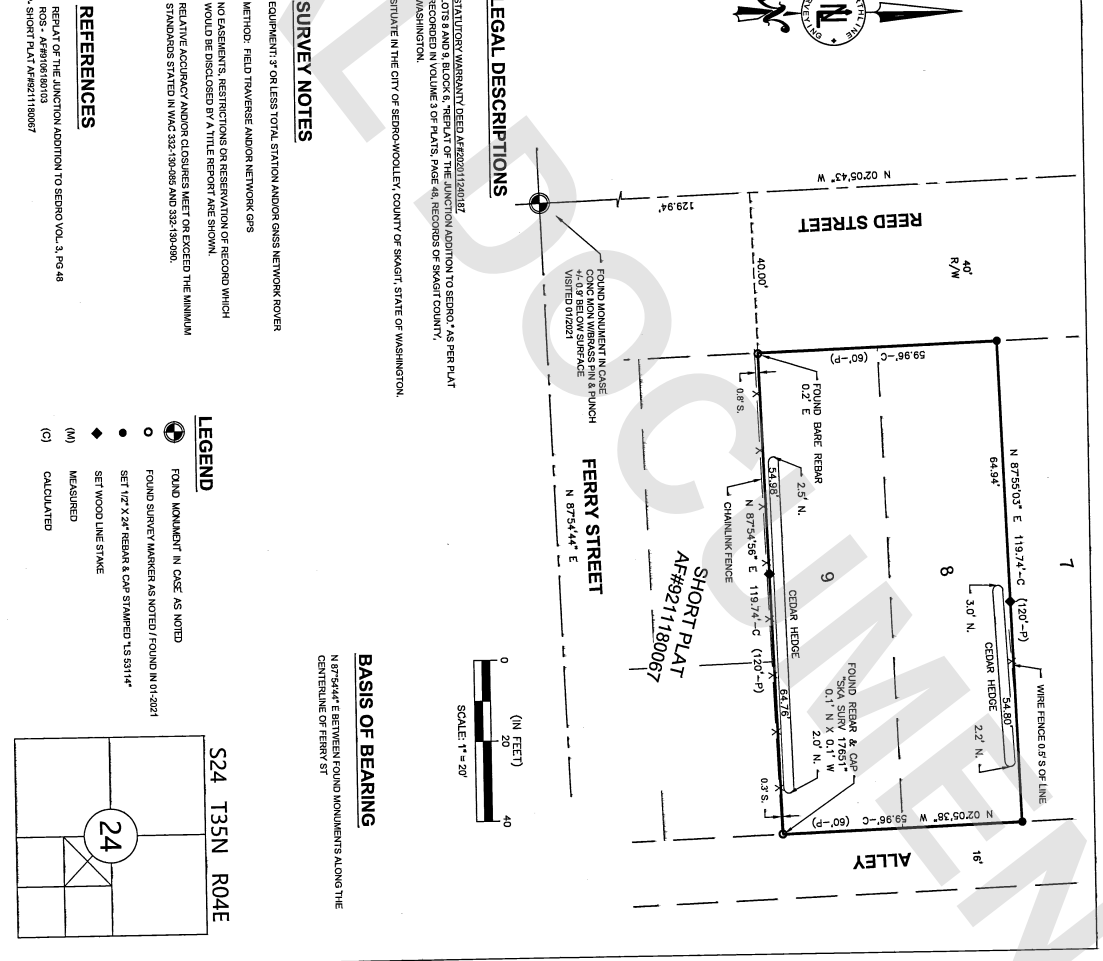 N 02°05'43" W
REED STREET
40'
R/W
129.94'
40.00'
FOUND MONUMENT IN CASE
CONC MON W/BRASS PIN & PUNCH
+/- 0.9' BELOW SURFACE
VISITED 01/2021
59.96'-C (60'-P)
7
N 87°55'03" E 119.74'-C (120'-P)
64.94'
54.80'
WIRE FENCE 0.5' S OF LINE
3.0' N.
CEDAR HEDGE
2.2' N.
8
FOUND BARE REBAR
0.2' E
0.8' S.
2.5' N.
54.98'
N 87°54'56" E 119.74'-C (120'-P)
64.76'
CHAINLINK FENCE
9
CEDAR HEDGE
FOUND REBAR & CAP
"SKA SURV 17651"
0.1' N X 0.1' W
2.0' N.
0.3' S.
N 02°05'38" W 59.96'-C (60'-P)
ALLEY
16'
SHORT PLAT
AF#9211180067
FERRY STREET
N 87°54'44" E
LEGAL DESCRIPTIONS
STATUTORY WARRANTY DEED AF#202011240187
LOTS 8 AND 9, BLOCK 6, "REPLAT OF THE JUNCTION ADDITION TO SEDRO," AS PER PLAT
RECORDED IN VOLUME 3 OF PLATS, PAGE 48, RECORDS OF SKAGIT COUNTY,
WASHINGTON.
SITUATE IN THE CITY OF SEDRO-WOOLLEY, COUNTY OF SKAGIT, STATE OF WASHINGTON.
SURVEY NOTES
EQUIPMENT: 3" OR LESS TOTAL STATION AND/OR GNSS NETWORK ROVER
METHOD: FIELD TRAVERSE AND/OR NETWORK GPS
NO EASEMENTS, RESTRICTIONS OR RESERVATION OF RECORD WHICH
WOULD BE DISCLOSED BY A TITLE REPORT ARE SHOWN.
RELATIVE ACCURACY AND/OR CLOSURES MEET OR EXCEED THE MINIMUM
STANDARDS STATED IN WAC 332-130-085 AND 332-130-090.
REFERENCES
REPLAT OF THE JUNCTION ADDITION TO SEDRO VOL. 3, PG 48
ROS - AF#9106180103
SHORT PLAT AF#9211180067
(IN FEET)
0 20 40
SCALE: 1" = 20'
BASIS OF BEARING
N 87°54'44" E BETWEEN FOUND MONUMENTS ALONG THE
CENTERLINE OF FERRY ST
LEGEND
FOUND MONUMENT IN CASE AS NOTED
FOUND SURVEY MARKER AS NOTED / FOUND IN 01-2021
SET 1/2" X 24" REBAR & CAP STAMPED "LS 53114"
SET WOOD LINE STAKE
(M) MEASURED
(C) CALCULATED
S24 T35N R04E
24
L DOCUMEN